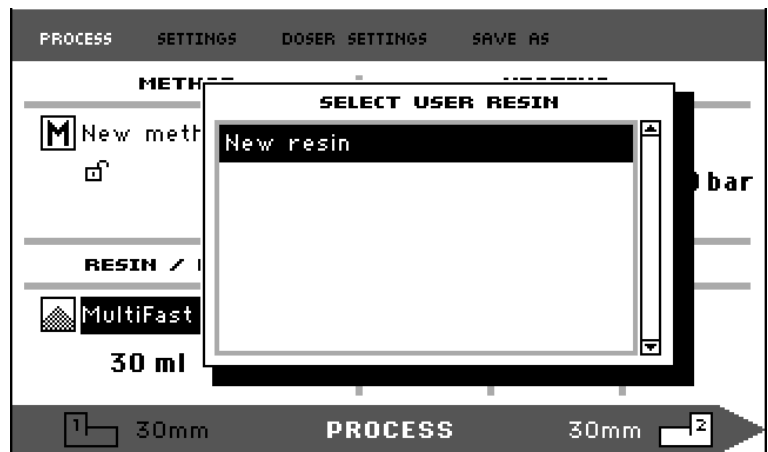 PROCESS SETTINGS DOSER SETTINGS SAVE AS
SELECT USER RESIN
New resin
M New
bar
RESIN /
MultiFast
30 ml
1 30mm PROCESS 30mm 2